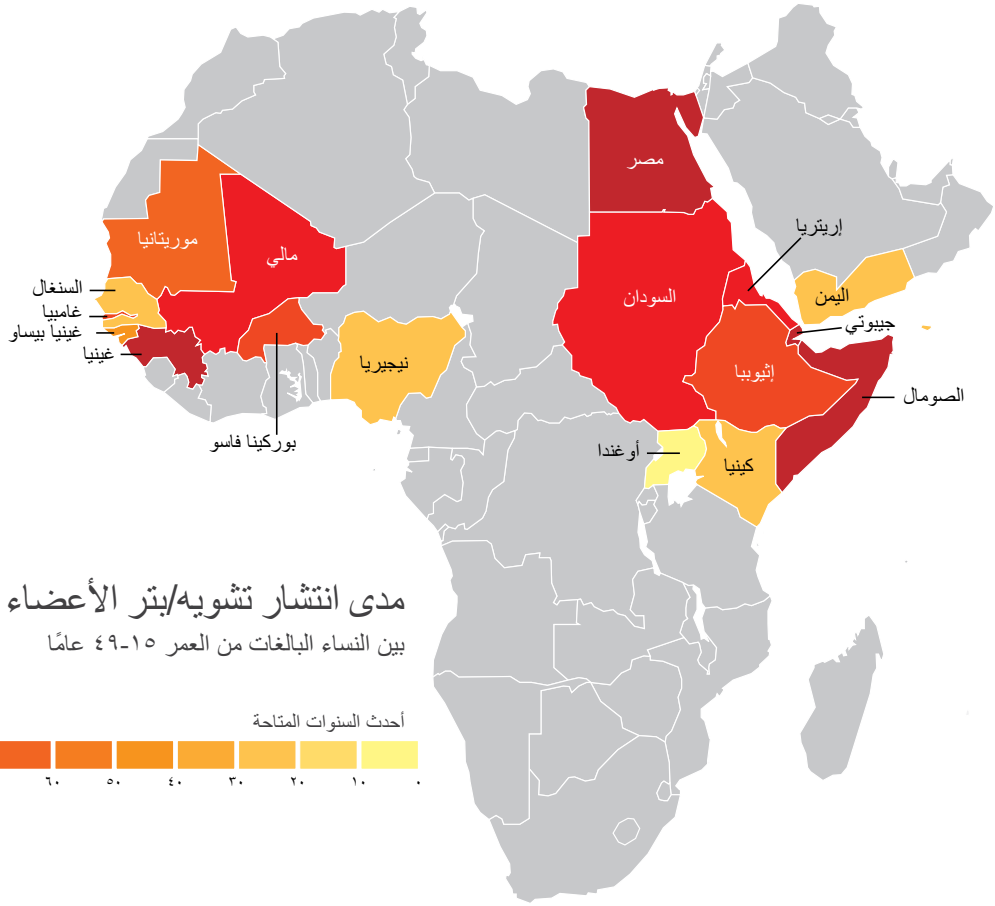 مصر
إريتريا
موريتانيا
مالي
السودان
اليمن
السنغال
غامبيا
غينيا بيساو
غينيا
جيبوتي
نيجيريا
إثيوبيا
الصومال
بوركينا فاسو
أوغندا
كينيا
مدى انتشار تشويه/بتر الأعضاء
بين النساء البالغات من العمر ١٥-٤٩ عامًا
أحدث السنوات المتاحة
٠ ١٠ ٢٠ ٣٠ ٤٠ ٥٠ ٦٠